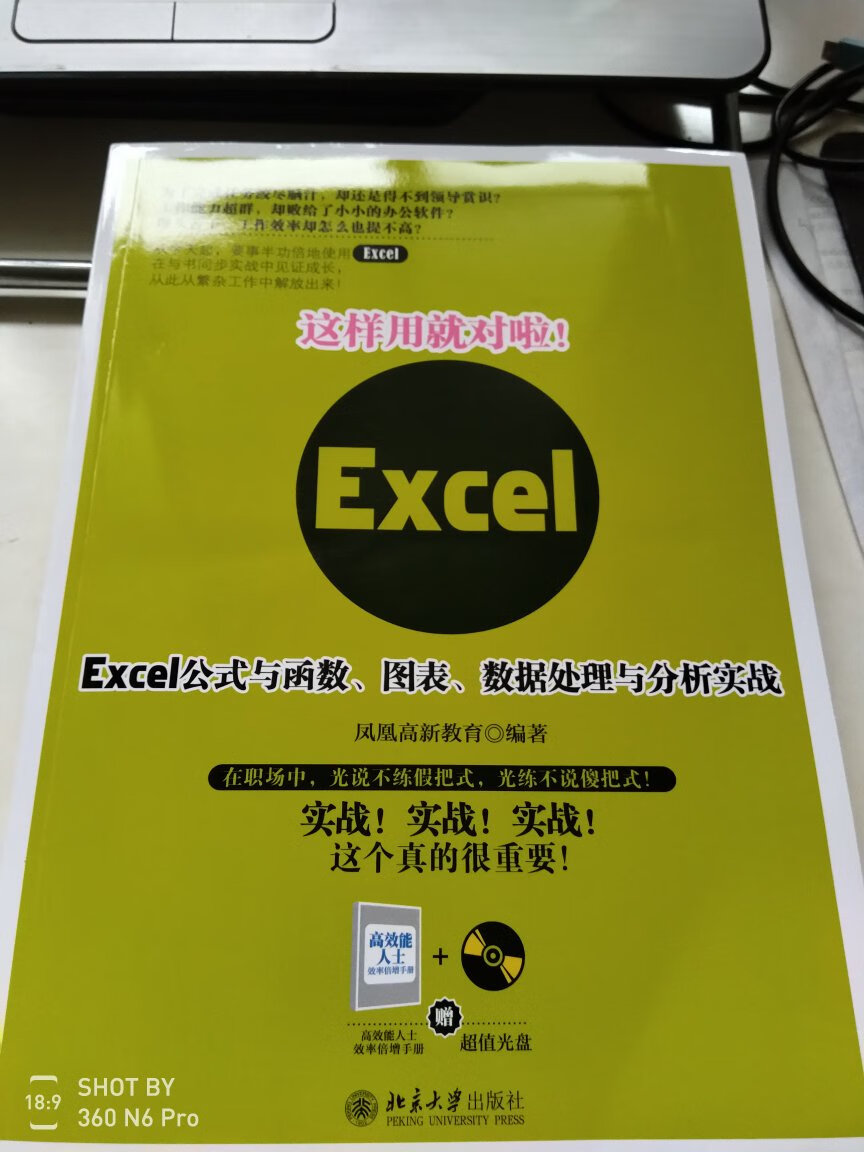 却还是得不到领导赏识?
能力超群，却败给了小小的办公软件?
工作效率却怎么也提不高?
要事半功倍地使用 Excel
在与书同步实战中见证成长，
从此从繁杂工作中解放出来!
这样用就对啦!
Excel
Excel公式与函数、图表、数据处理与分析实战
凤凰高新教育◎编著
在职场中，光说不练假把式，光练不说傻把式!
实战! 实战! 实战!
这个真的很重要!
高效能
人士
效率倍增手册
+
赠
高效能人士
效率倍增手册
超值光盘
北京大学出版社
PEKING UNIVERSITY PRESS
18:9
SHOT BY
360 N6 Pro